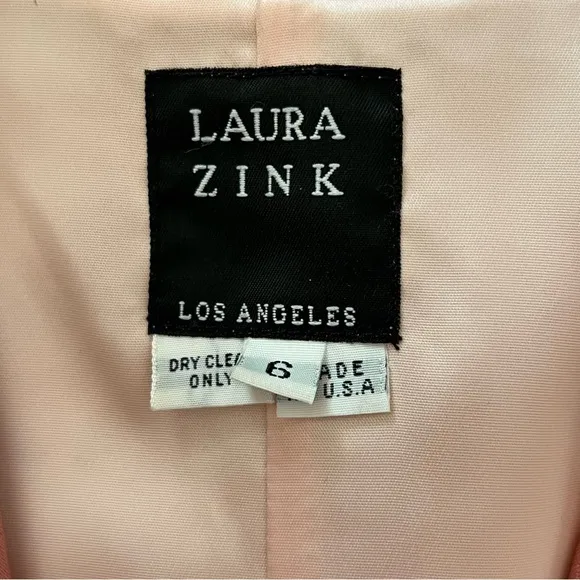 LAURA
ZINK
LOS ANGELES
DRY CLEA
ONLY
6
ADE
U.S.A